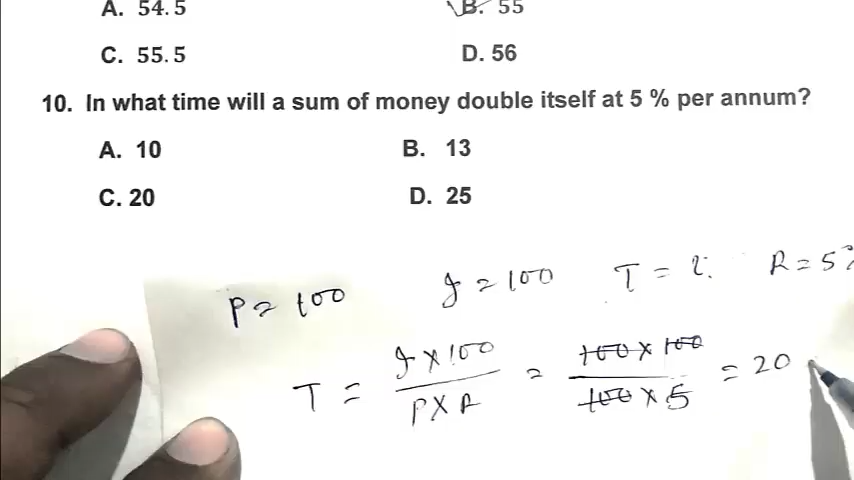 A. 54.5 B. 55
C. 55.5 D. 56
10. In what time will a sum of money double itself at 5 % per annum?
A. 10 B. 13
C. 20 D. 25
P = 100 I = 100 T = ?. R = 5%
T = I × 100 / P × R = 100 × 100 / 100 × 5 = 20